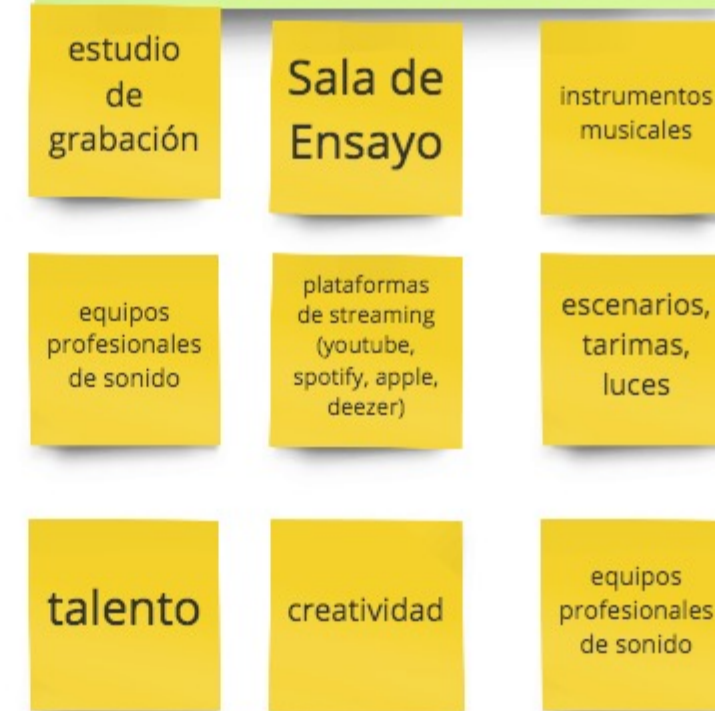 estudio
de
grabación
Sala de
Ensayo
instrumentos
musicales
equipos
profesionales
de sonido
plataformas
de streaming
(youtube,
spotify, apple,
deezer)
escenarios,
tarimas,
luces
talento
creatividad
equipos
profesionales
de sonido